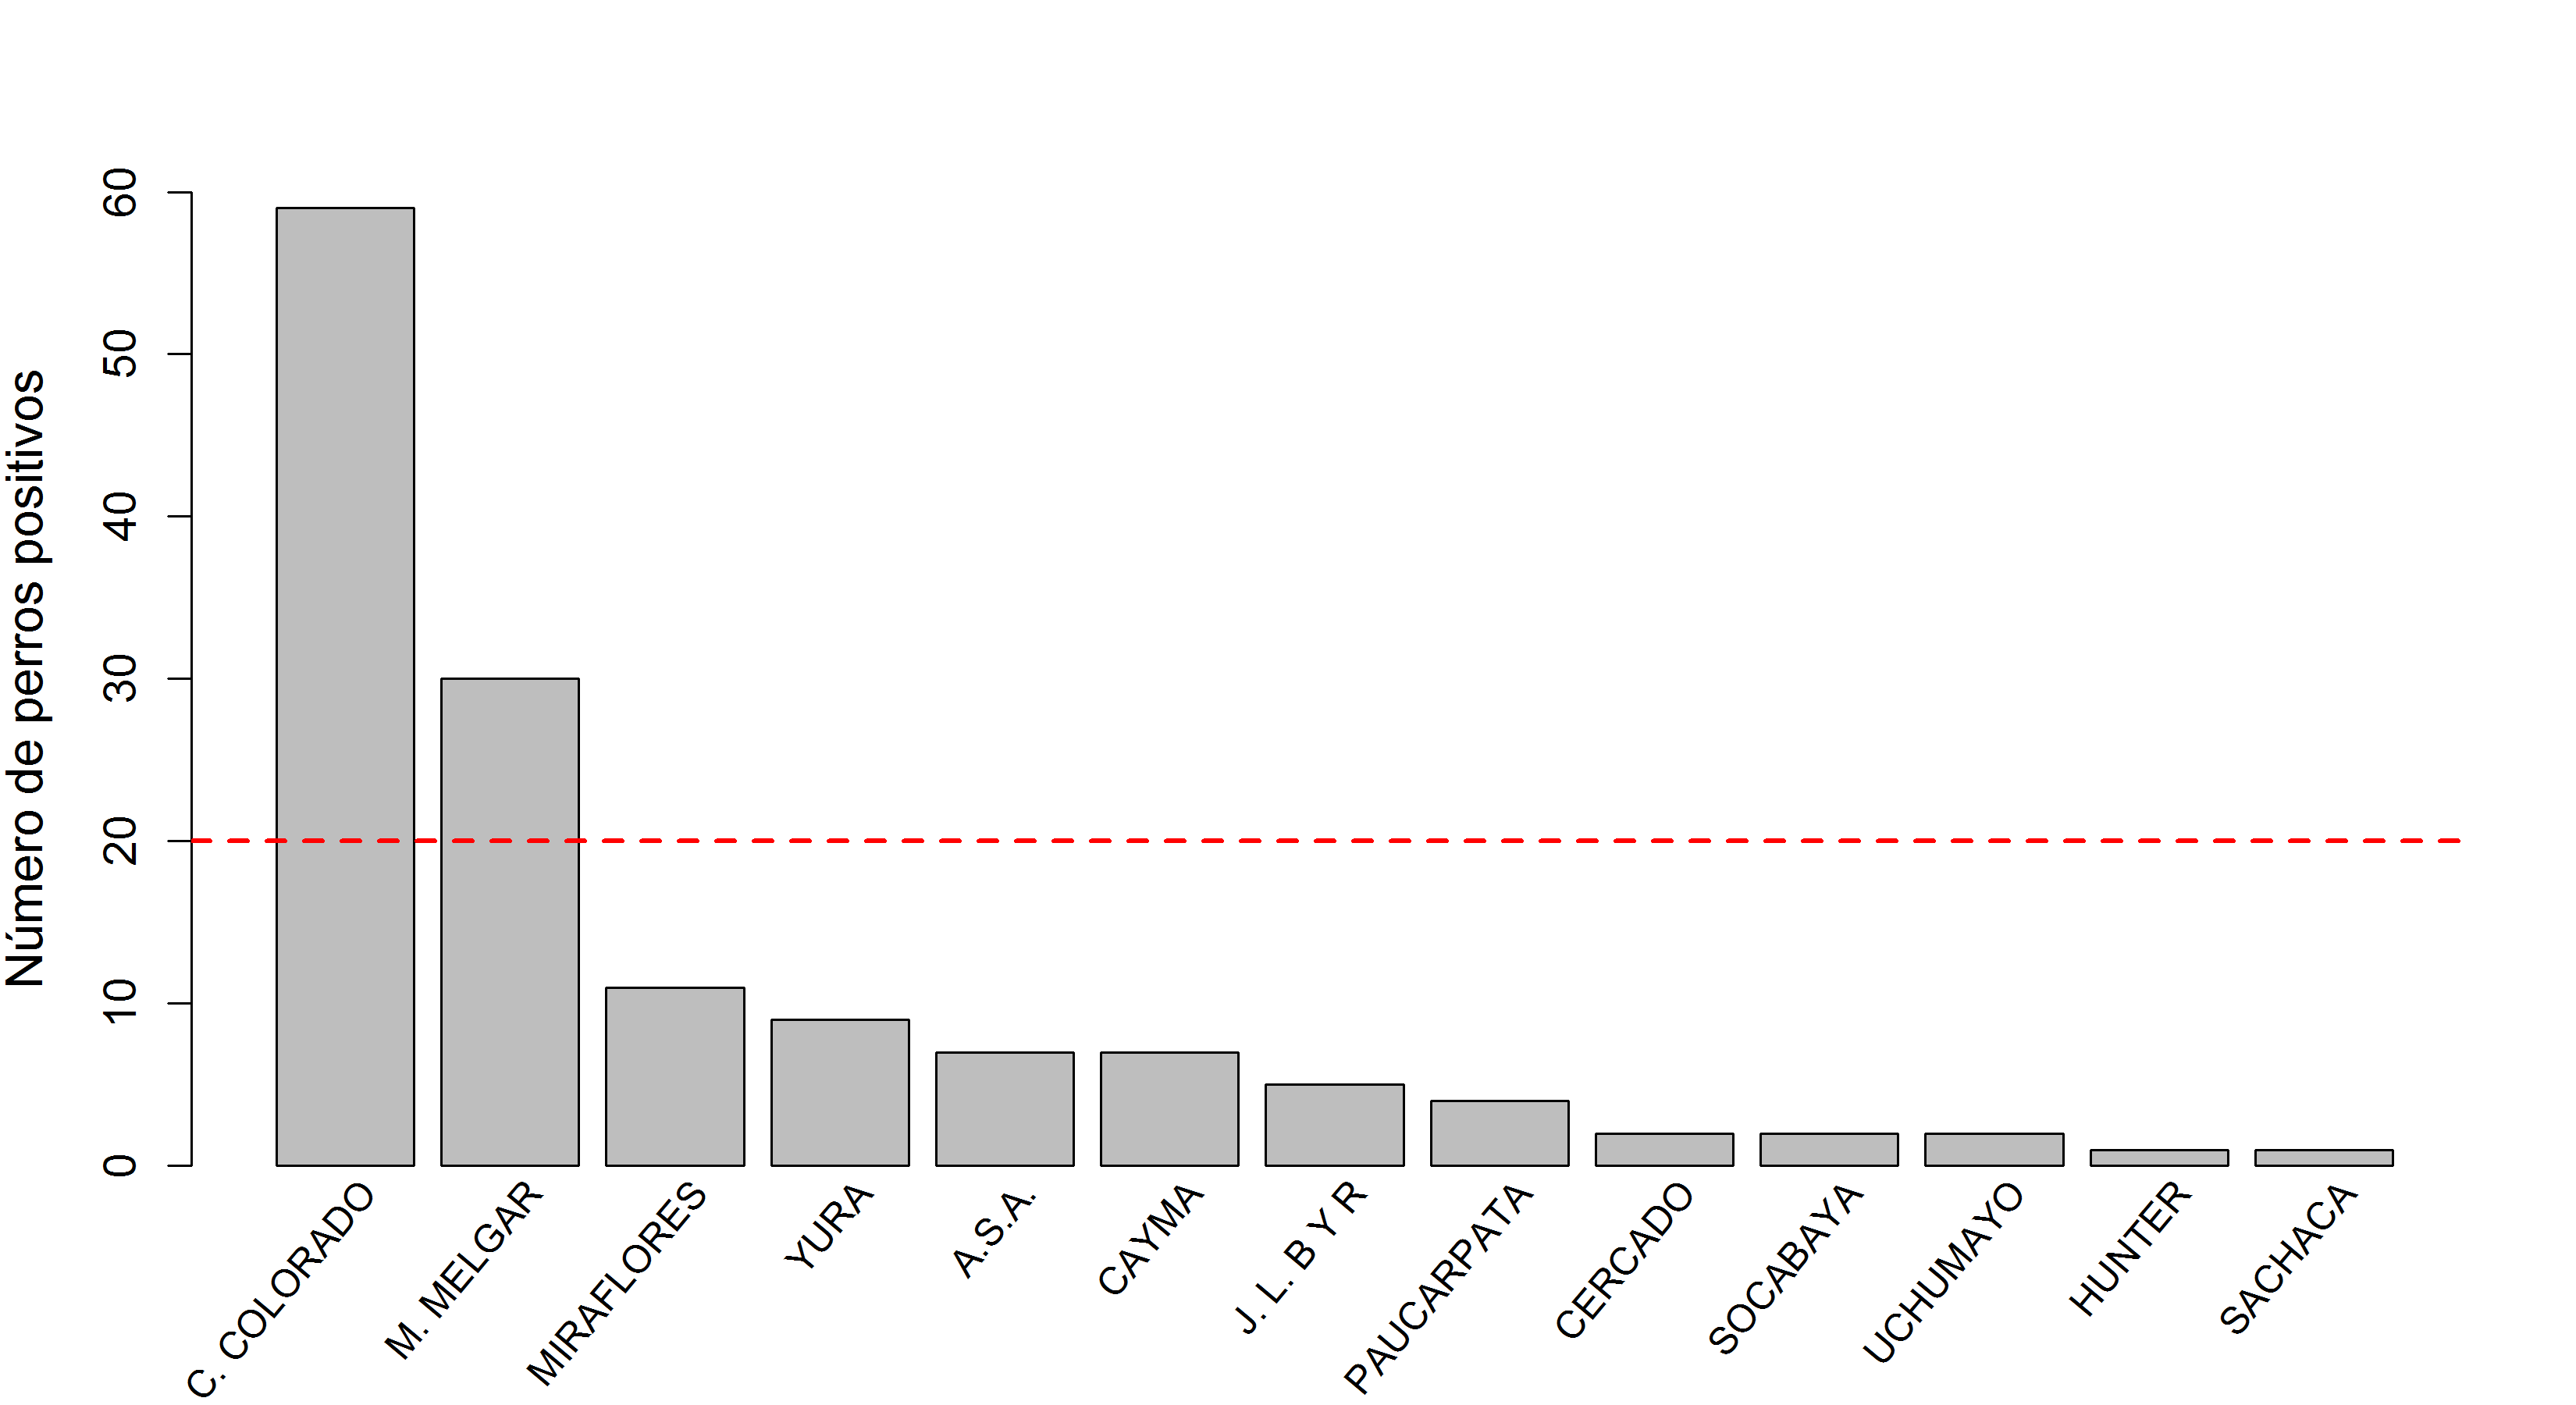 Número de perros positivos
60
50
40
30
20
10
0
C. COLORADO
M. MELGAR
MIRAFLORES
YURA
A.S.A.
CAYMA
J. L. B Y R
PAUCARPATA
CERCADO
SOCABAYA
UCHUMAYO
HUNTER
SACHACA